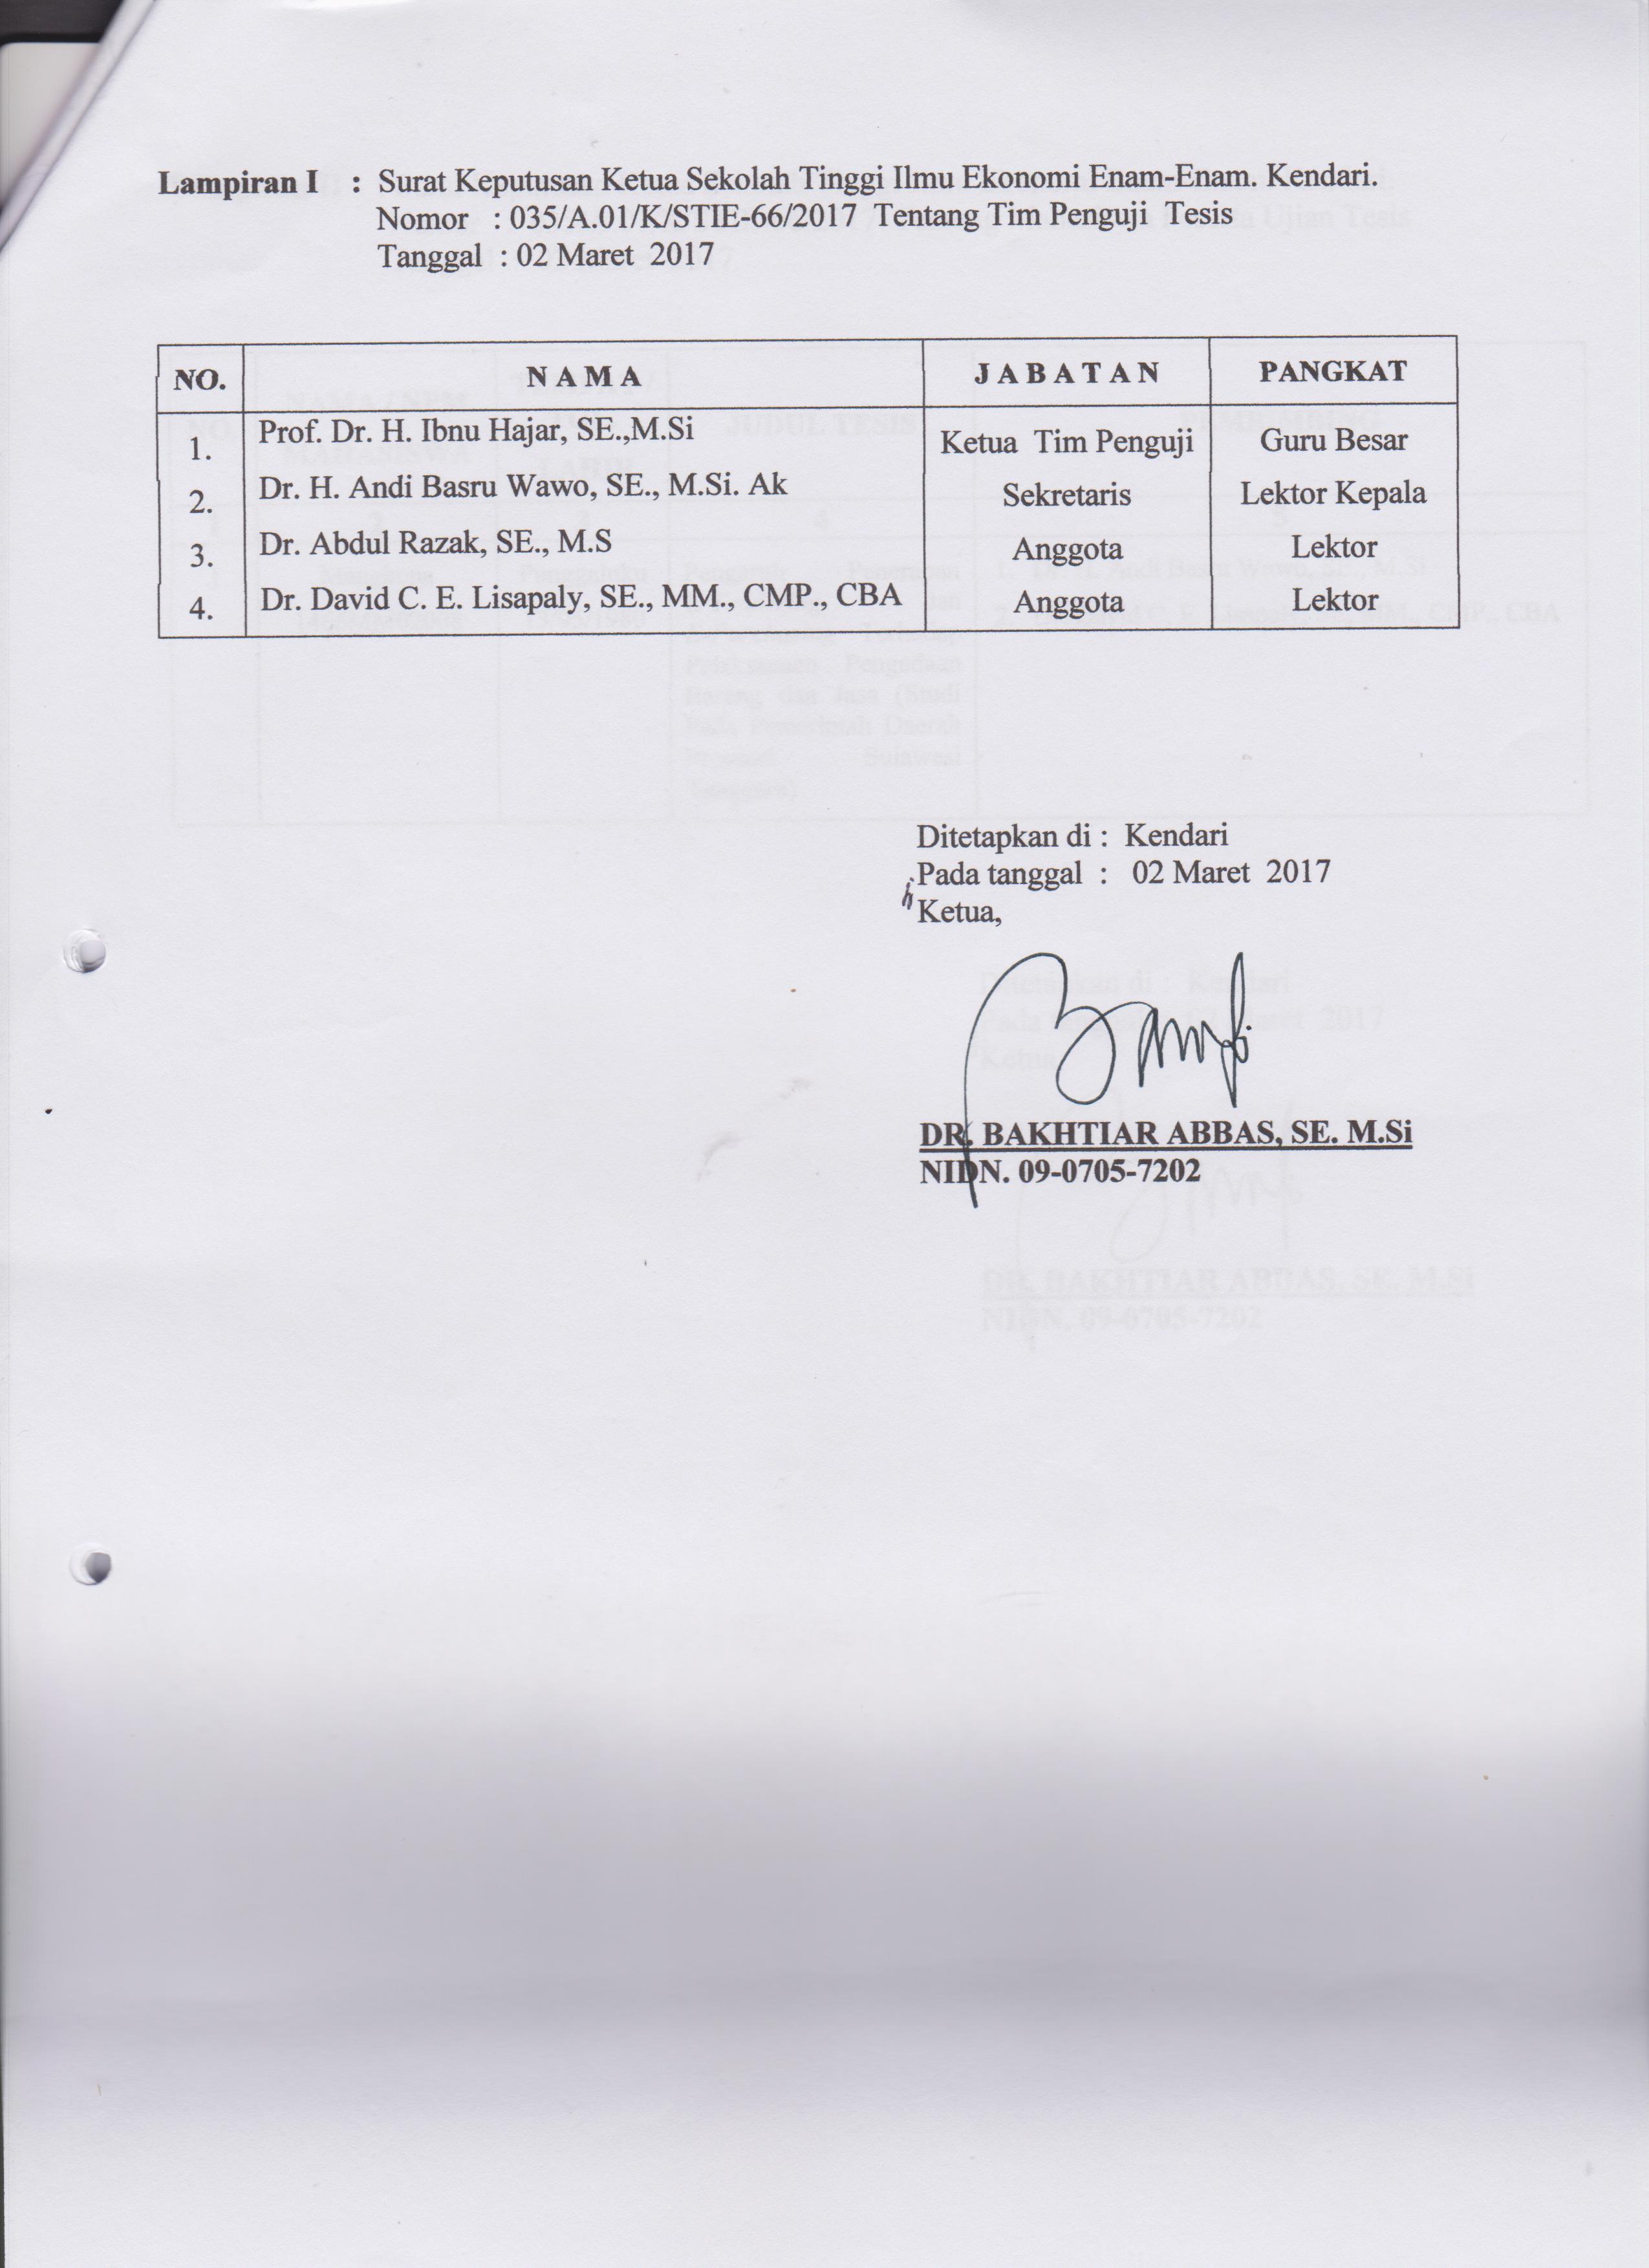 Lampiran I : Surat Keputusan Ketua Sekolah Tinggi Ilmu Ekonomi Enam-Enam. Kendari.
Nomor : 035/A.01/K/STIE-66/2017 Tentang Tim Penguji Tesis
Tanggal : 02 Maret 2017
NO. N A M A J A B A T A N PANGKAT
1. Prof. Dr. H. Ibnu Hajar, SE.,M.Si Ketua Tim Penguji Guru Besar
2. Dr. H. Andi Basru Wawo, SE., M.Si. Ak Sekretaris Lektor Kepala
3. Dr. Abdul Razak, SE., M.S Anggota Lektor
4. Dr. David C. E. Lisapaly, SE., MM., CMP., CBA Anggota Lektor
Ditetapkan di : Kendari
Pada tanggal : 02 Maret 2017
Ketua,
DR. BAKHTIAR ABBAS, SE. M.Si
NIDN. 09-0705-7202